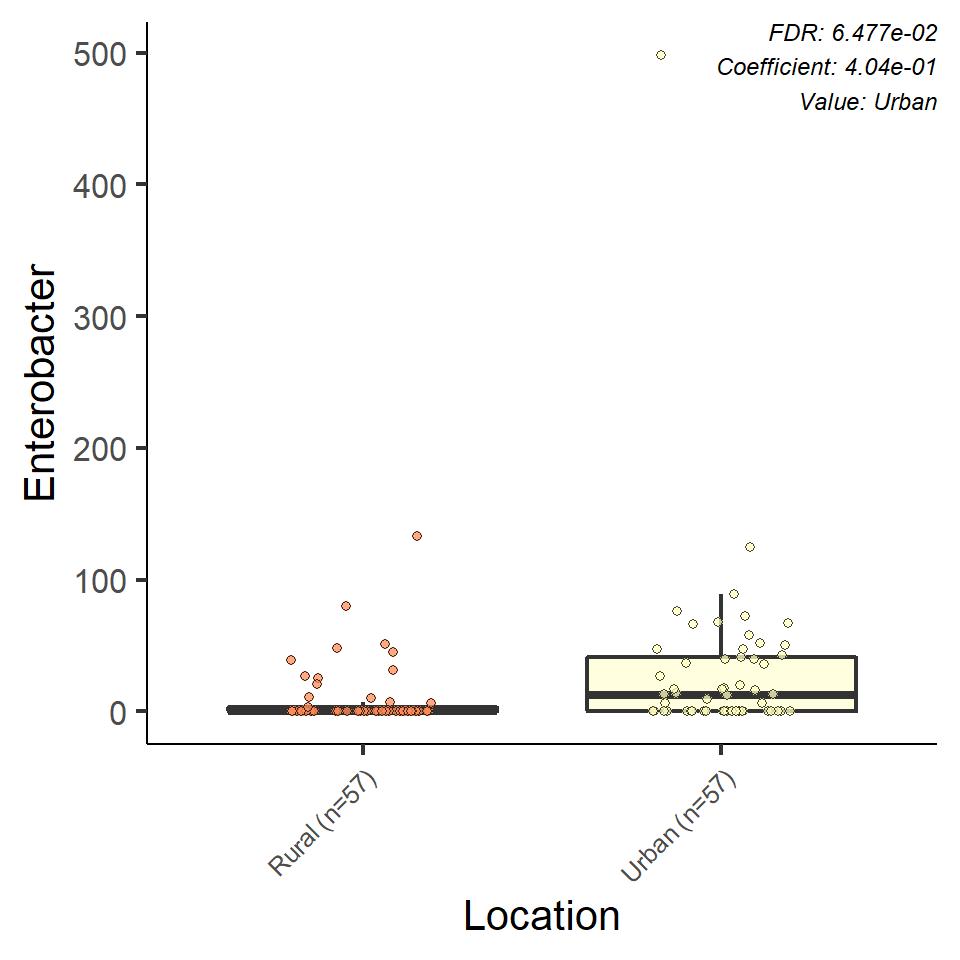 FDR: 6.477e-02
Coefficient: 4.04e-01
Value: Urban
500
400
300
200
100
0
Enterobacter
Rural (n=57)
Urban (n=57)
Location